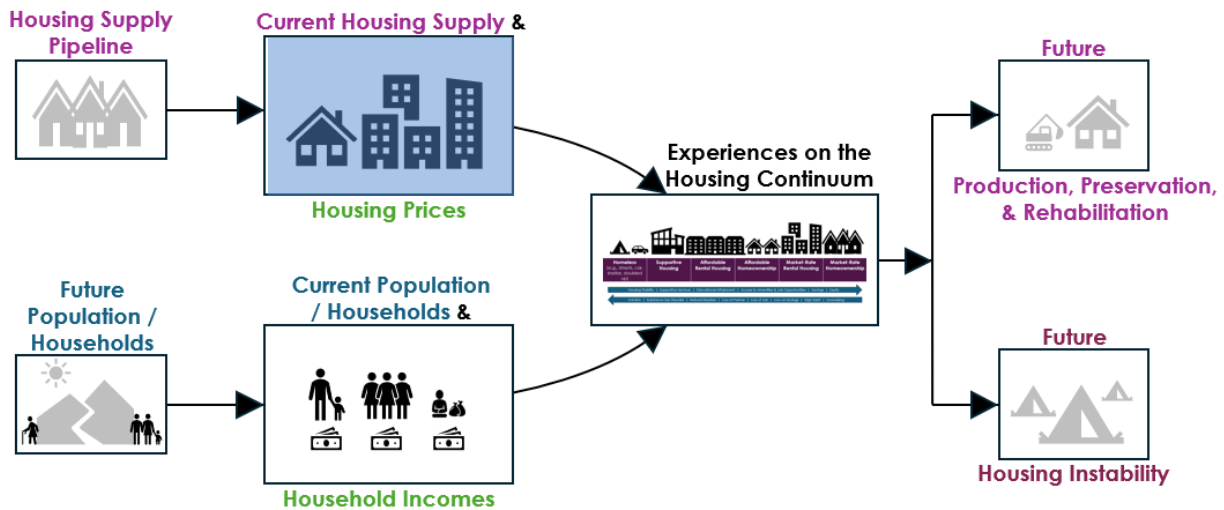 Housing Supply
Pipeline
Current Housing Supply &
Housing Prices
Future
Population /
Households
Current Population
/ Households &
Household Incomes
Experiences on the
Housing Continuum
Homeless
Supportive
Housing
Affordable
Rental Housing
Affordable
Homeownership
Market-Rate
Rental Housing
Market-Rate
Homeownership
Future
Production, Preservation,
& Rehabilitation
Future
Housing Instability